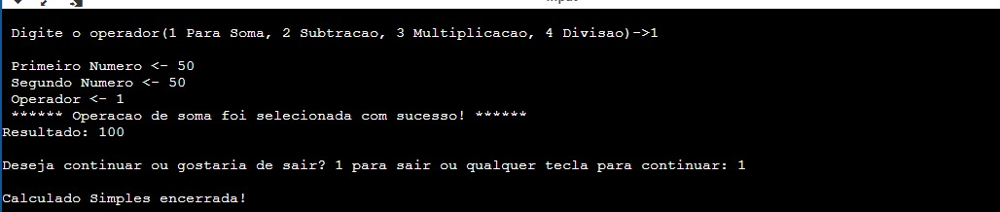 Digite o operador(1 Para Soma, 2 Subtracao, 3 Multiplicacao, 4 Divisao)->1
Primeiro Numero <- 50
Segundo Numero <- 50
Operador <- 1
****** Operacao de soma foi selecionada com sucesso! ******
Resultado: 100
Deseja continuar ou gostaria de sair? 1 para sair ou qualquer tecla para continuar: 1
Calculado Simples encerrada!